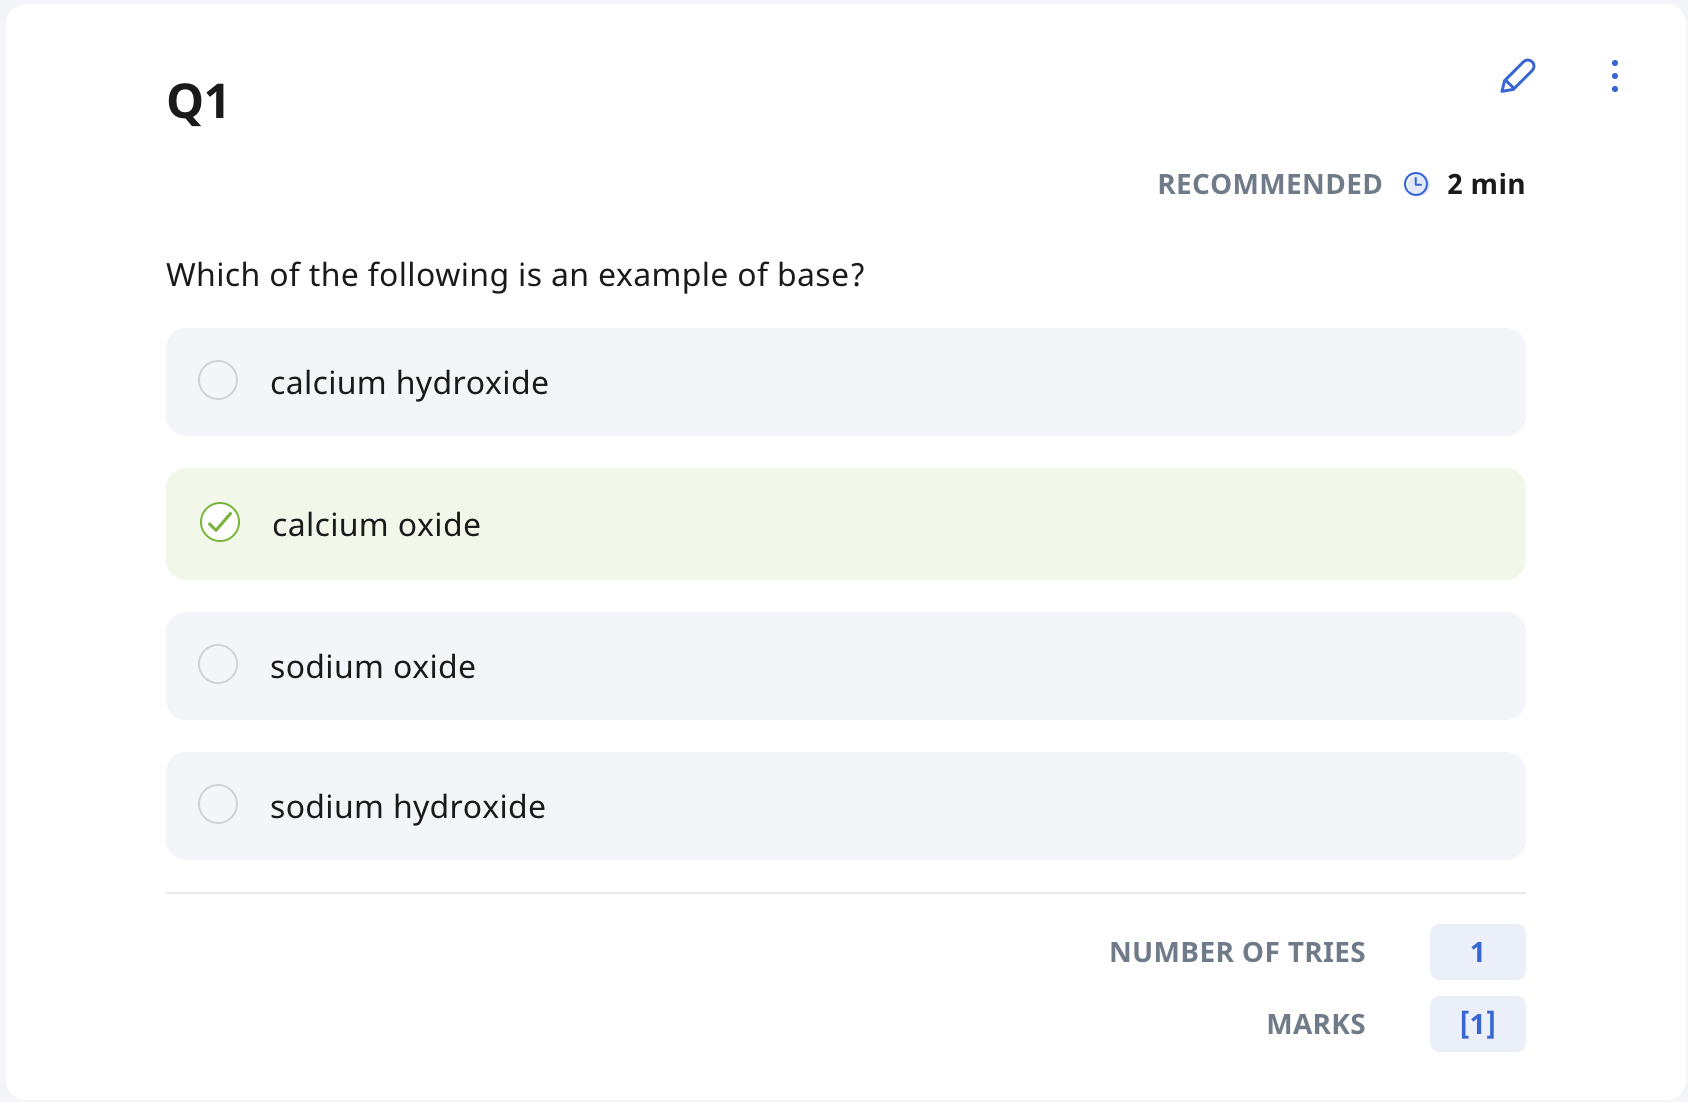 Q1
RECOMMENDED 2 min
Which of the following is an example of base?
calcium hydroxide
calcium oxide
sodium oxide
sodium hydroxide
NUMBER OF TRIES 1
MARKS [1]